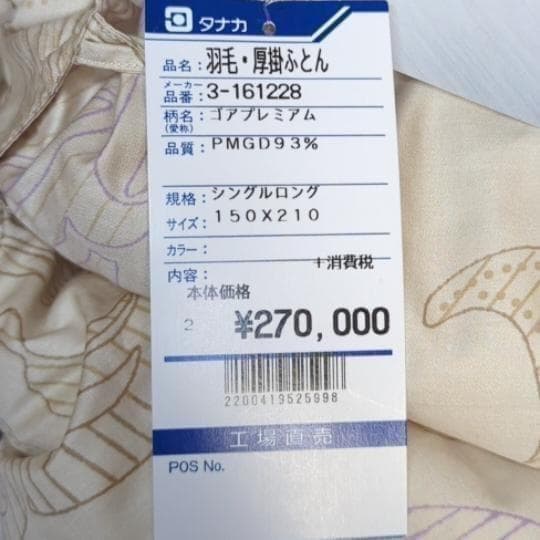 タナカ
品名：羽毛・厚掛ふとん
メーカー品番：3-161228
柄名：ゴアプレミアム
(愛称)
品質：PMGD93%
規格：シングルロング
サイズ：150X210
カラー：
+消費税
内容：
本体価格
2 ¥270,000
2200419525998
工場直売
POS No.